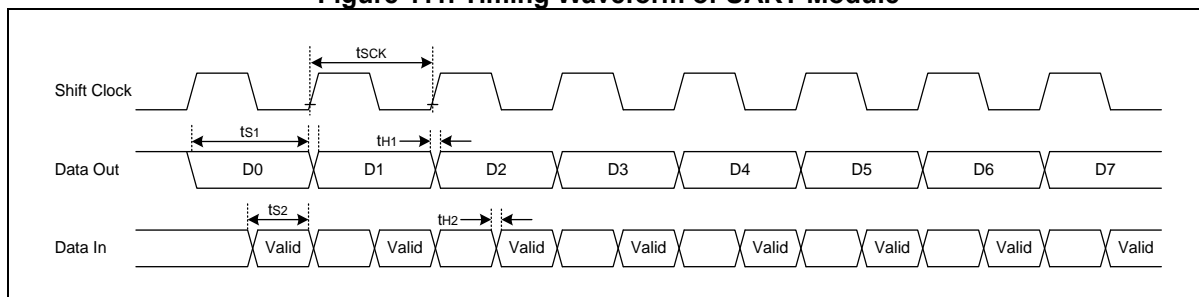 Figure 11.4. Timing Waveform of UART Module
tSCK
Shift Clock
tS1
tH1
Data Out D0 D1 D2 D3 D4 D5 D6 D7
tS2
tH2
Data In Valid Valid Valid Valid Valid Valid Valid Valid